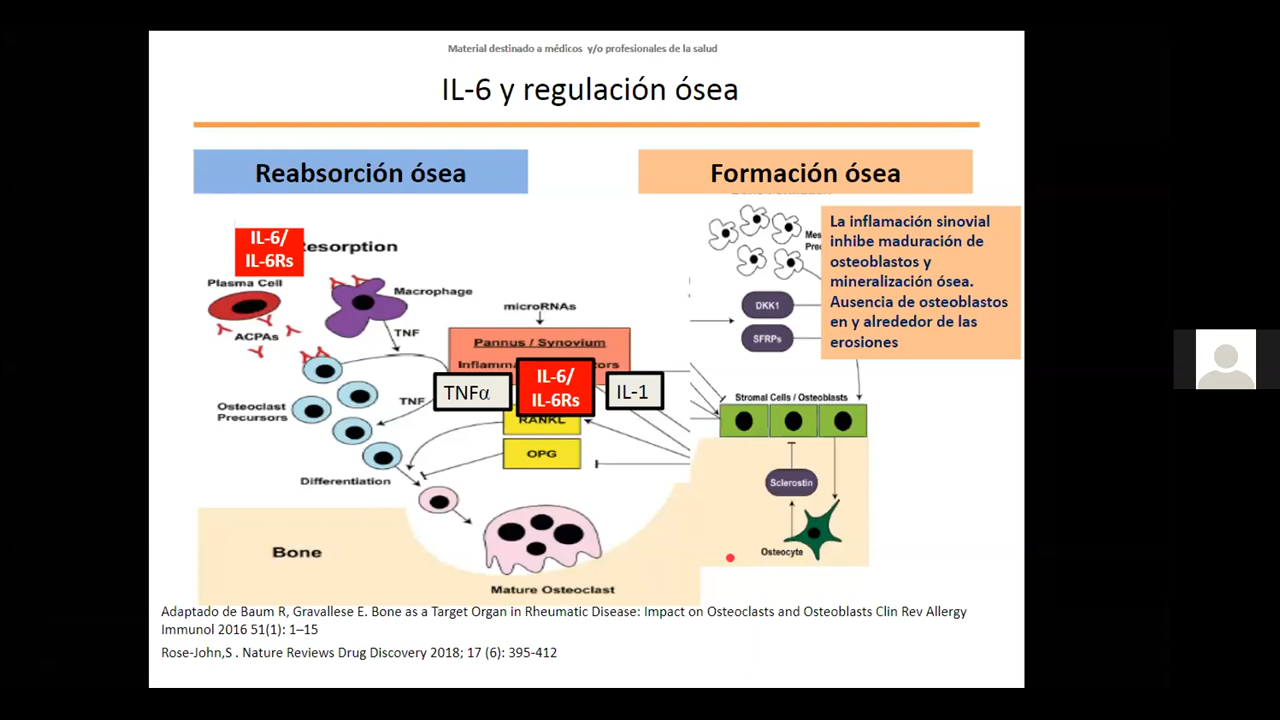 Material destinado a médicos y/o profesionales de la salud
IL-6 y regulación ósea
Reabsorción ósea
Formación ósea
IL-6/
IL-6Rs
esorption
Plasma Cell
ACPAs
Macrophage
TNF
microRNAs
Pannus / Synovium
TNFα
IL-6/
IL-6Rs
IL-1
TNF
Osteoclast
Precursors
RANKL
OPG
Differentiation
Bone
Mature Osteoclast
DKK1
SFRPs
La inflamación sinovial
inhibe maduración de
osteoblastos y
mineralización ósea.
Ausencia de osteoblastos
en y alrededor de las
erosiones
Stromal Cells / Osteoblasts
Sclerostin
Osteocyte
Adaptado de Baum R, Gravallese E. Bone as a Target Organ in Rheumatic Disease: Impact on Osteoclasts and Osteoblasts Clin Rev Allergy
Immunol 2016 51(1): 1–15
Rose-John,S . Nature Reviews Drug Discovery 2018; 17 (6): 395-412